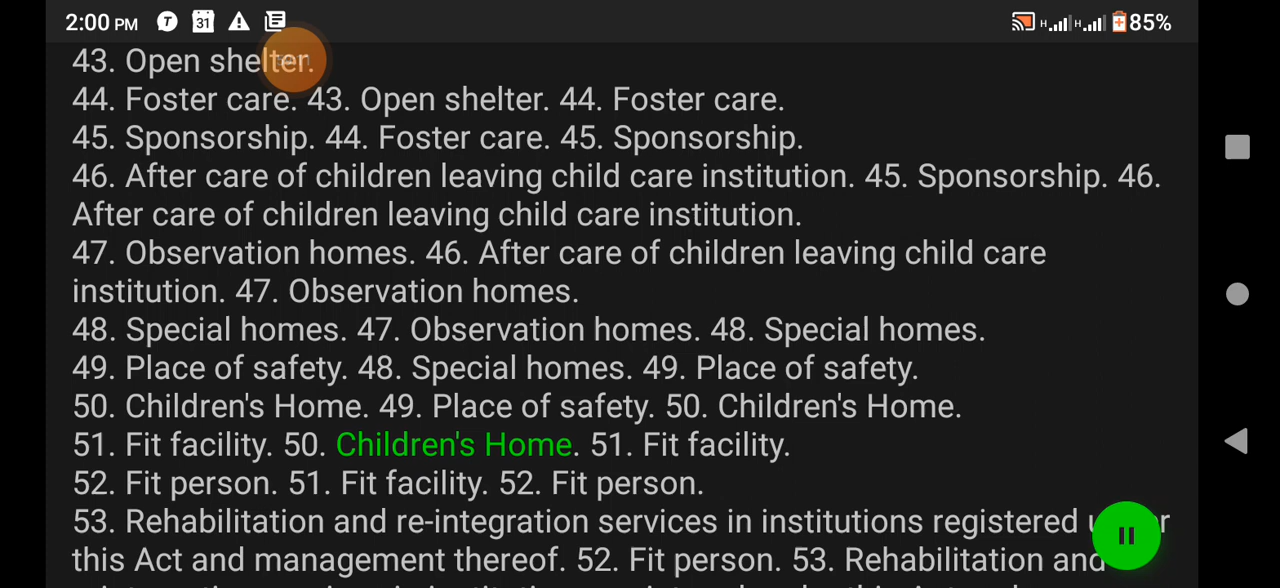 2:00 PM T 31 H H 85%
43. Open shelter.
44. Foster care. 43. Open shelter. 44. Foster care.
45. Sponsorship. 44. Foster care. 45. Sponsorship.
46. After care of children leaving child care institution. 45. Sponsorship. 46.
After care of children leaving child care institution.
47. Observation homes. 46. After care of children leaving child care
institution. 47. Observation homes.
48. Special homes. 47. Observation homes. 48. Special homes.
49. Place of safety. 48. Special homes. 49. Place of safety.
50. Children's Home. 49. Place of safety. 50. Children's Home.
51. Fit facility. 50. Children's Home. 51. Fit facility.
52. Fit person. 51. Fit facility. 52. Fit person.
53. Rehabilitation and re-integration services in institutions registered
this Act and management thereof. 52. Fit person. 53. Rehabilitation and